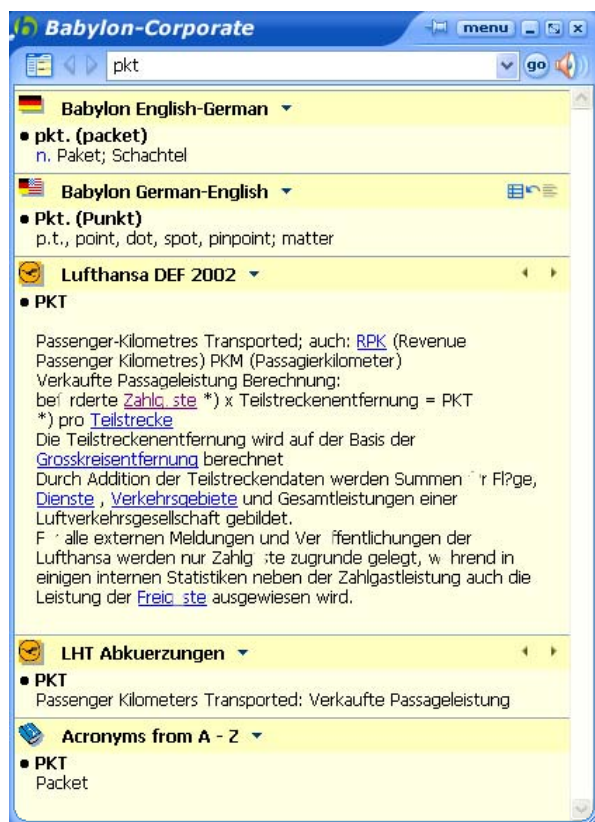 Babylon-Corporate
menu
pkt
go
Babylon English-German
• pkt. (packet)
n. Paket; Schachtel
Babylon German-English
• Pkt. (Punkt)
p.t., point, dot, spot, pinpoint; matter
Lufthansa DEF 2002
• PKT
Passenger-Kilometres Transported; auch: RPK (Revenue
Passenger Kilometres) PKM (Passagierkilometer)
Verkaufte Passageleistung Berechnung:
*) x Teilstreckenentfernung = PKT
*) pro Teilstrecke
Die Teilstreckenentfernung wird auf der Basis der
Grosskreisentfernung berechnet
Durch Addition der Teilstreckendaten werden Summen Fl?ge,
Dienste , Verkehrsgebiete und Gesamtleistungen einer
Luftverkehrsgesellschaft gebildet.
alle externen Meldungen und der
Lufthansa werden nur zugrunde gelegt, in
einigen internen Statistiken neben der Zahlgastleistung auch die
Leistung der ausgewiesen wird.
LHT Abkuerzungen
• PKT
Passenger Kilometers Transported: Verkaufte Passageleistung
Acronyms from A - Z
• PKT
Packet